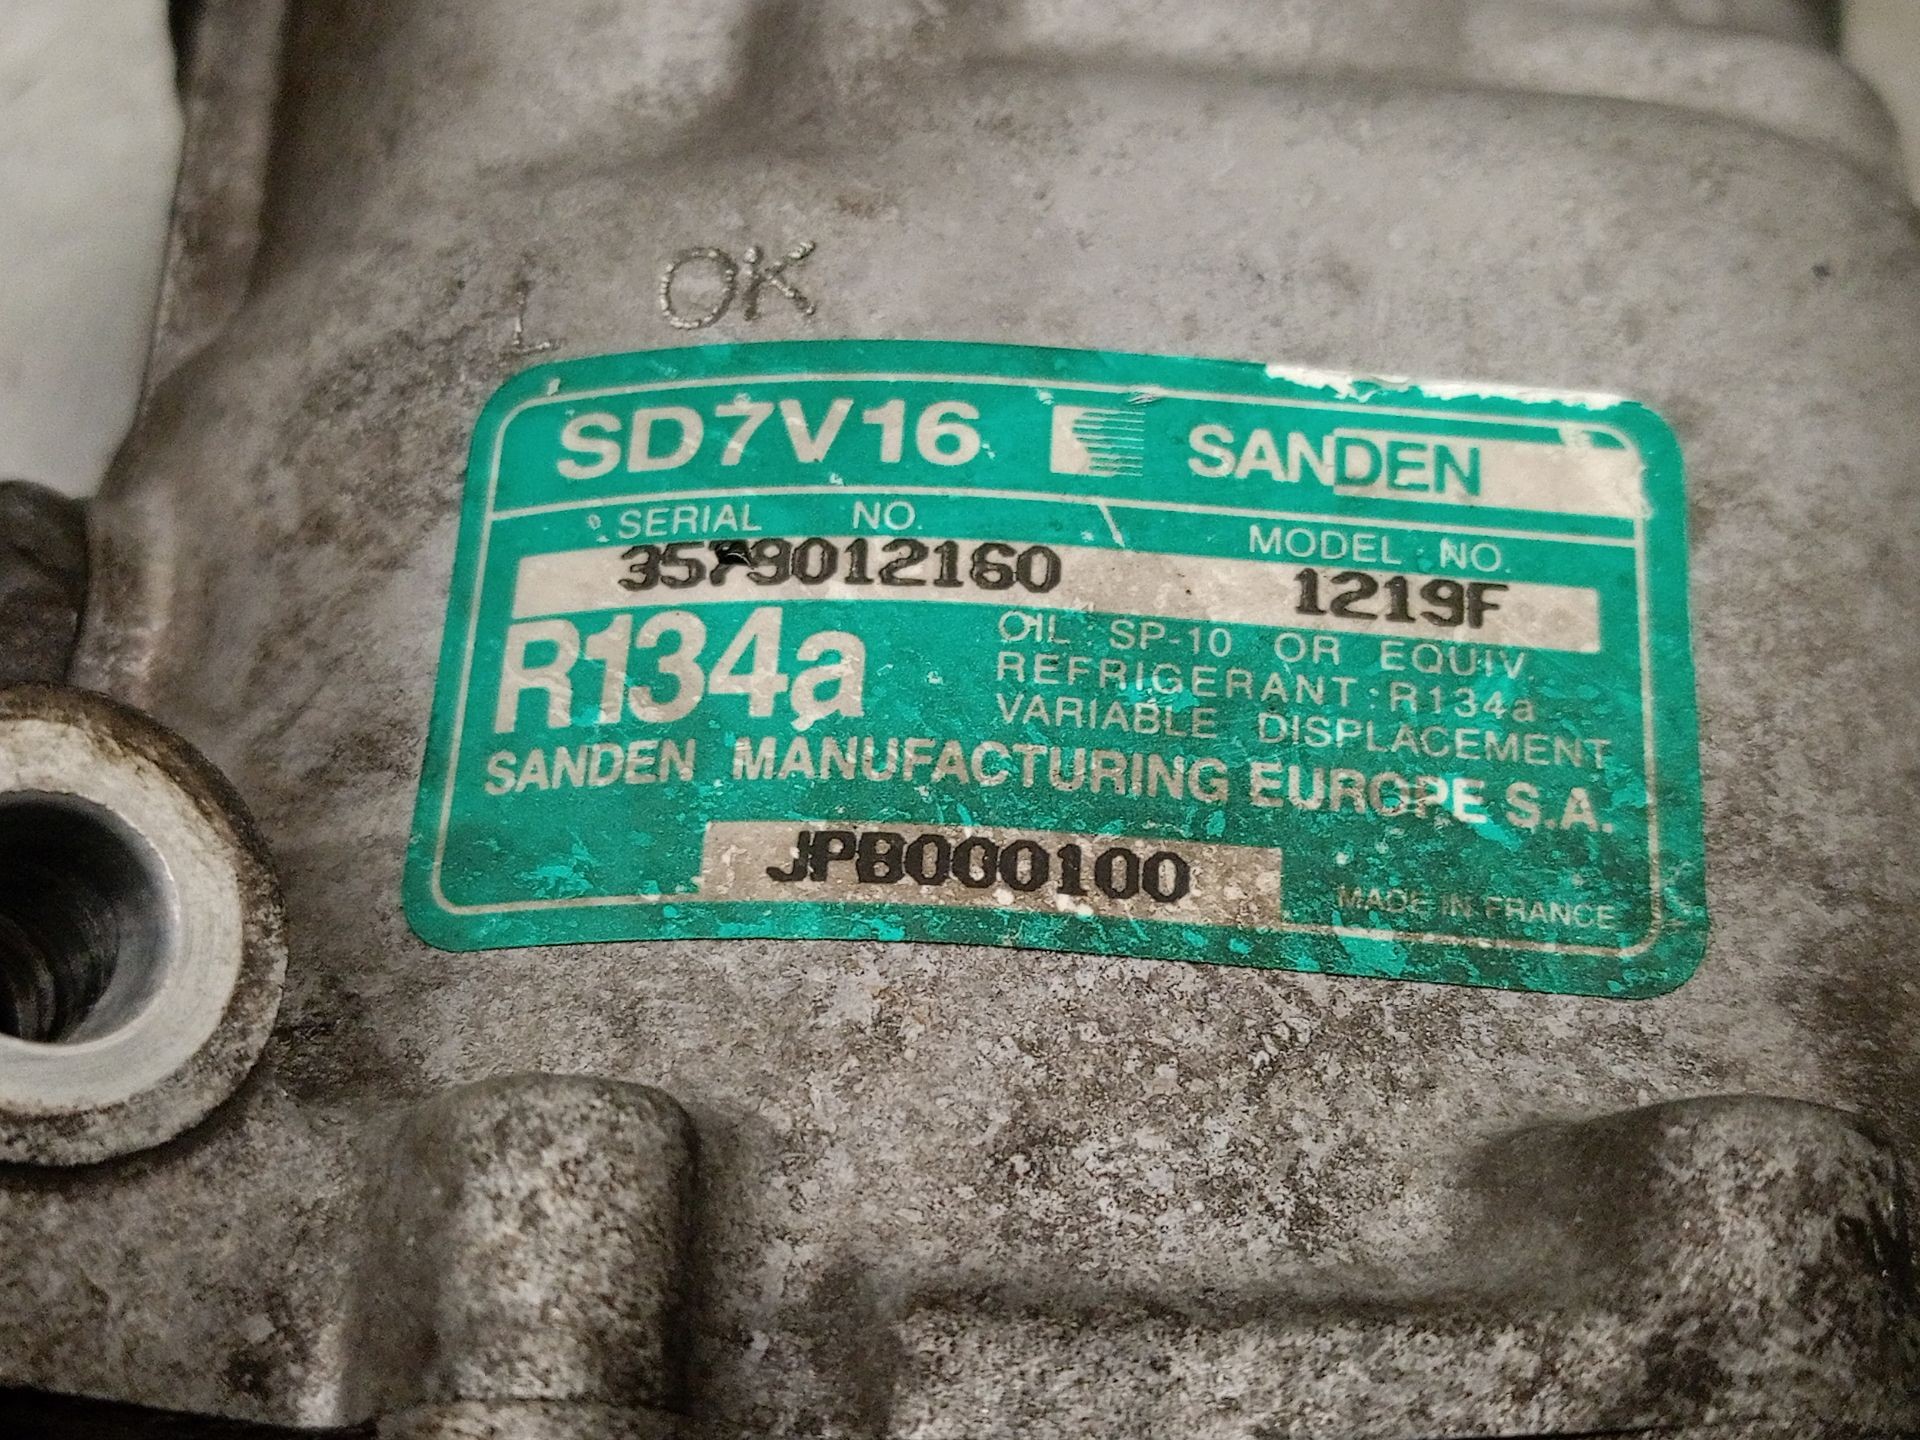 L OK
SD7V16 SANDEN
SERIAL NO. MODEL NO.
3579012160 1219F
R134a
OIL : SP-10 OR EQUIV.
REFRIGERANT : R134a
VARIABLE DISPLACEMENT
SANDEN MANUFACTURING EUROPE S.A.
JPB000100
MADE IN FRANCE